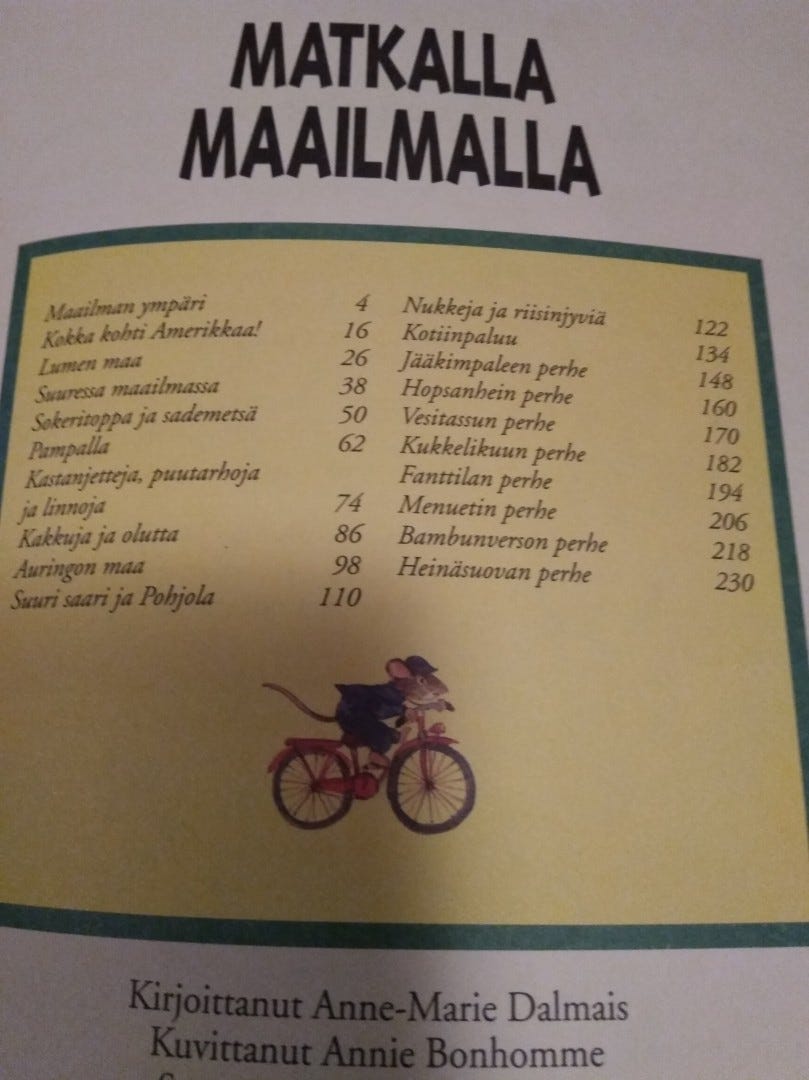 MATKALLA
MAAILMALLA
Maailman ympäri 4
Kokka kohti Amerikkaa! 16
Lumen maa 26
Suuressa maailmassa 38
Sokeritoppa ja sademetsä 50
Pampalla 62
Kastanjetteja, puutarhoja
ja linnoja 74
Kakkuja ja olutta 86
Auringon maa 98
Suuri saari ja Pohjola 110
Nukkeja ja riisinjyviä 122
Kotiinpaluu 134
Jääkimpaleen perhe 148
Hopsanhein perhe 160
Vesitassun perhe 170
Kukkelikuun perhe 182
Fanttilan perhe 194
Menuetin perhe 206
Bambunverson perhe 218
Heinäsuovan perhe 230
Kirjoittanut Anne-Marie Dalmais
Kuvittanut Annie Bonhomme